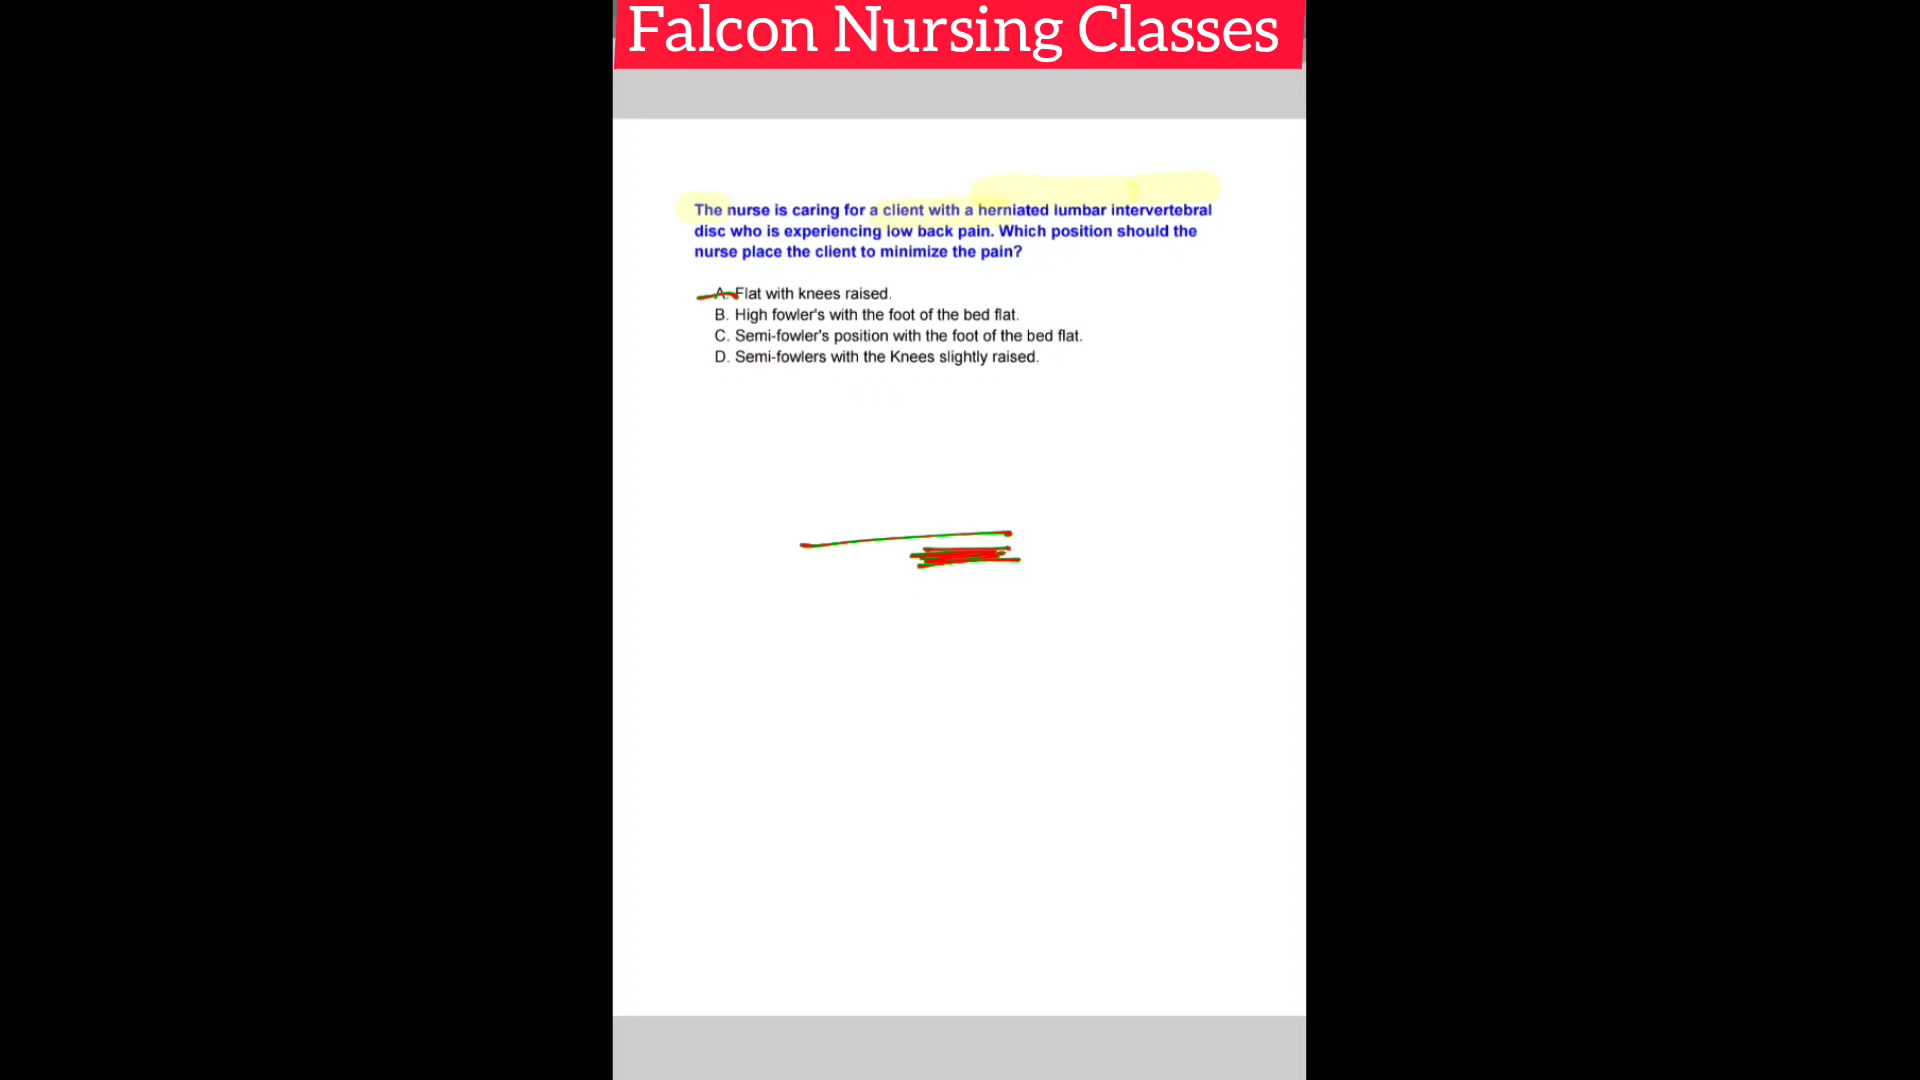 Falcon Nursing Classes
The nurse is caring for a client with a herniated lumbar intervertebral
disc who is experiencing low back pain. Which position should the
nurse place the client to minimize the pain?
A. Flat with knees raised.
B. High fowler's with the foot of the bed flat.
C. Semi-fowler's position with the foot of the bed flat.
D. Semi-fowlers with the Knees slightly raised.